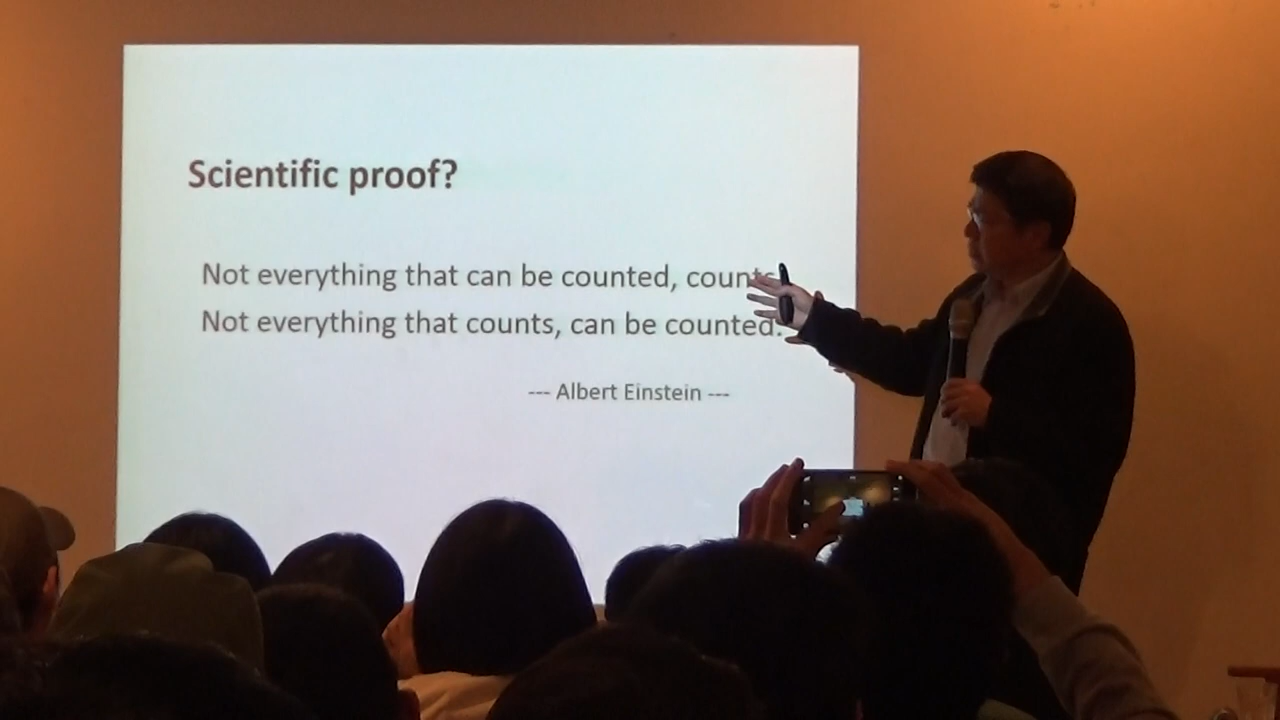 Scientific proof?
Not everything that can be counted, counts
Not everything that counts, can be counted.
--- Albert Einstein ---